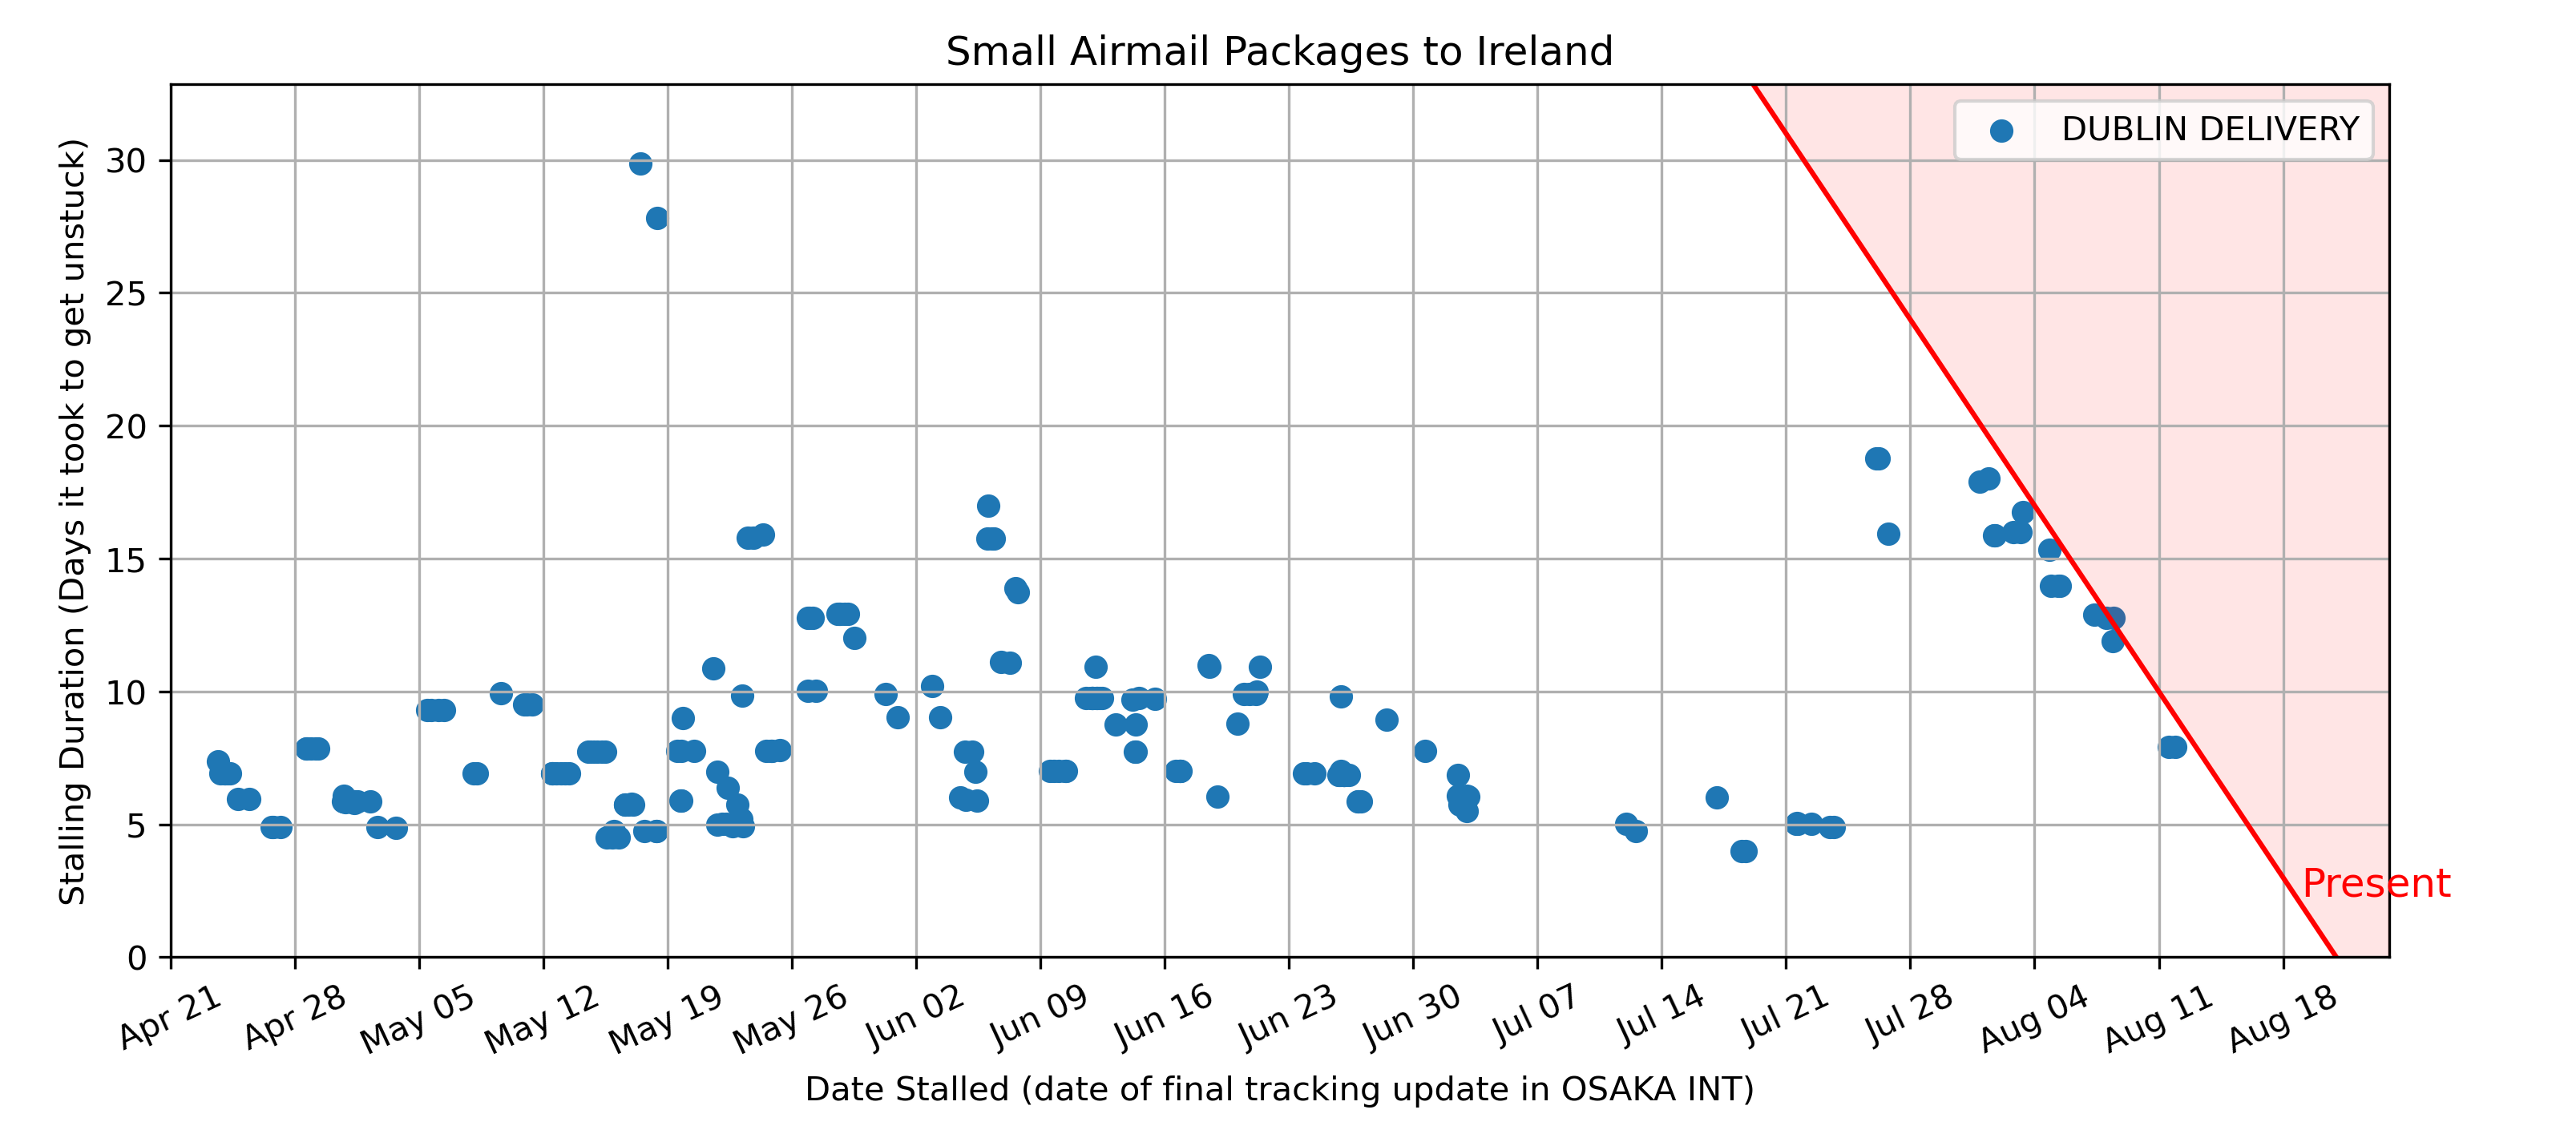 Small Airmail Packages to Ireland
DUBLIN DELIVERY
Stalling Duration (Days it took to get unstuck)
30
25
20
15
10
5
0
Present
Apr 21
Apr 28
May 05
May 12
May 19
May 26
Jun 02
Jun 09
Jun 16
Jun 23
Jun 30
Jul 07
Jul 14
Jul 21
Jul 28
Aug 04
Aug 11
Aug 18
Date Stalled (date of final tracking update in OSAKA INT)